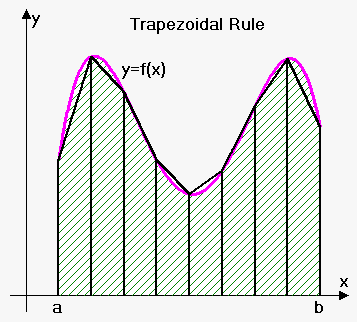 Trapezoidal Rule
y
y=f(x)
x
a
b